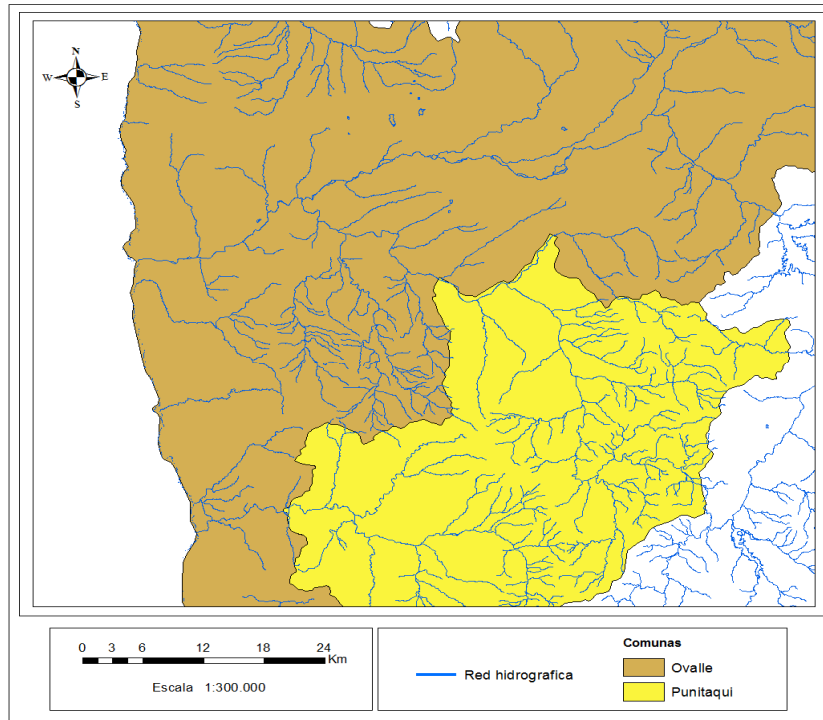 N
W E
S
0 3 6 12 18 24
Km
Escala 1:300.000
Red hidrografica
Comunas
Ovalle
Punitaqui